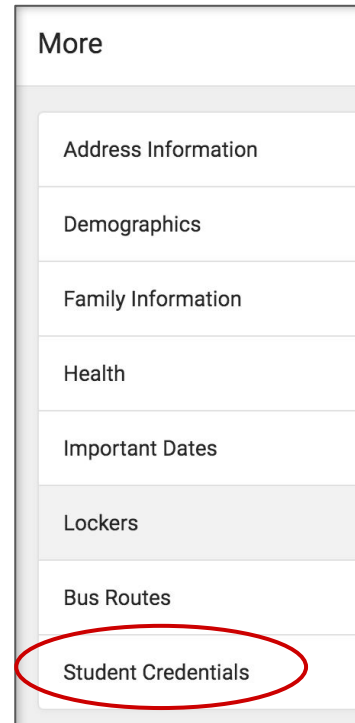 More
Address Information
Demographics
Family Information
Health
Important Dates
Lockers
Bus Routes
Student Credentials